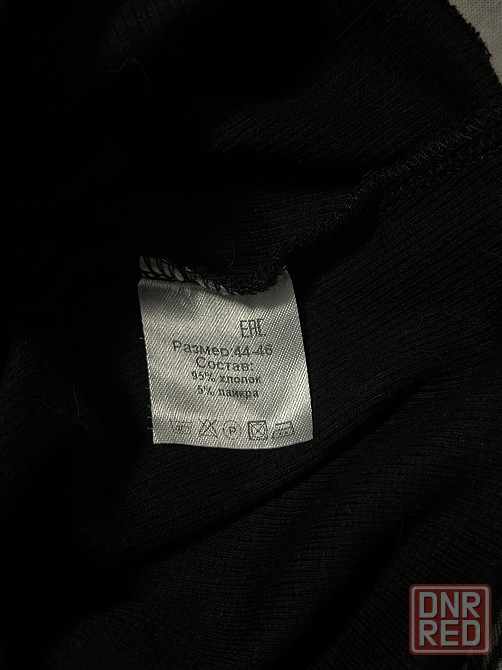 ЕАС
Размер:44-46
Состав:
95% хлопок
5% лайкра
P
DNR
RED